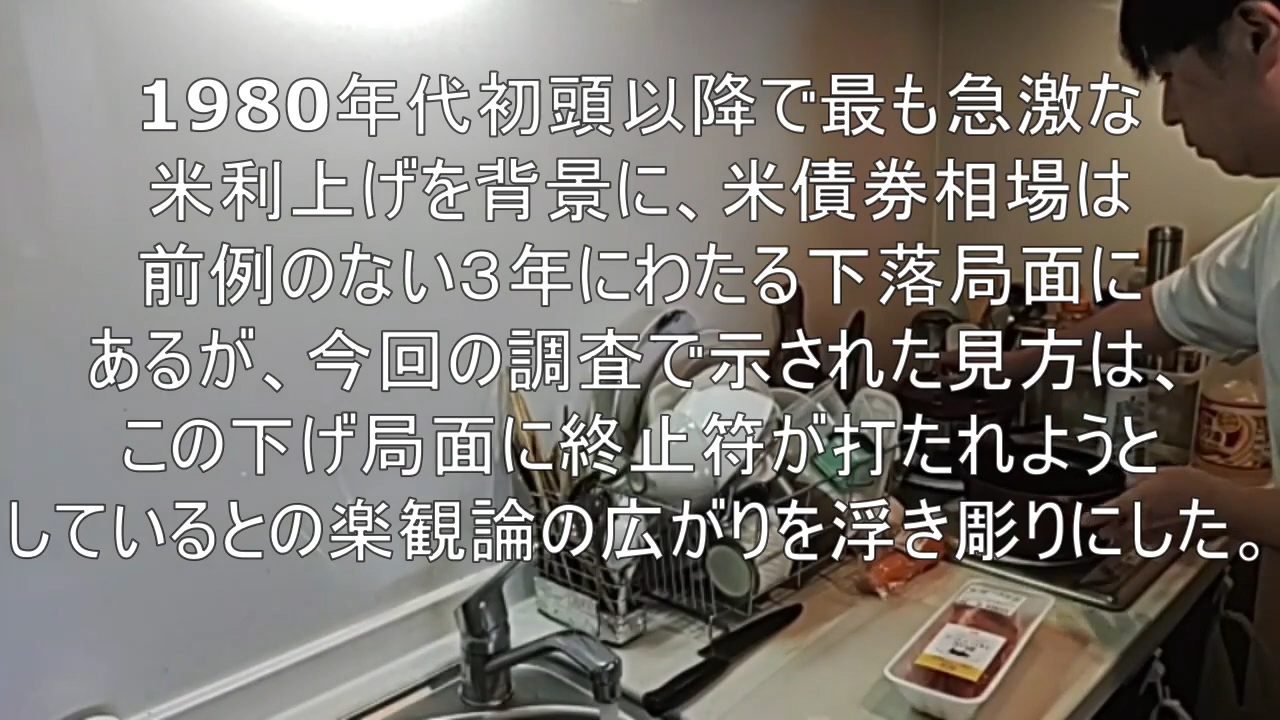 1980年代初頭以降で最も急激な
米利上げを背景に、米債券相場は
前例のない３年にわたる下落局面に
あるが、今回の調査で示された見方は、
この下げ局面に終止符が打たれようと
しているとの楽観論の広がりを浮き彫りにした。